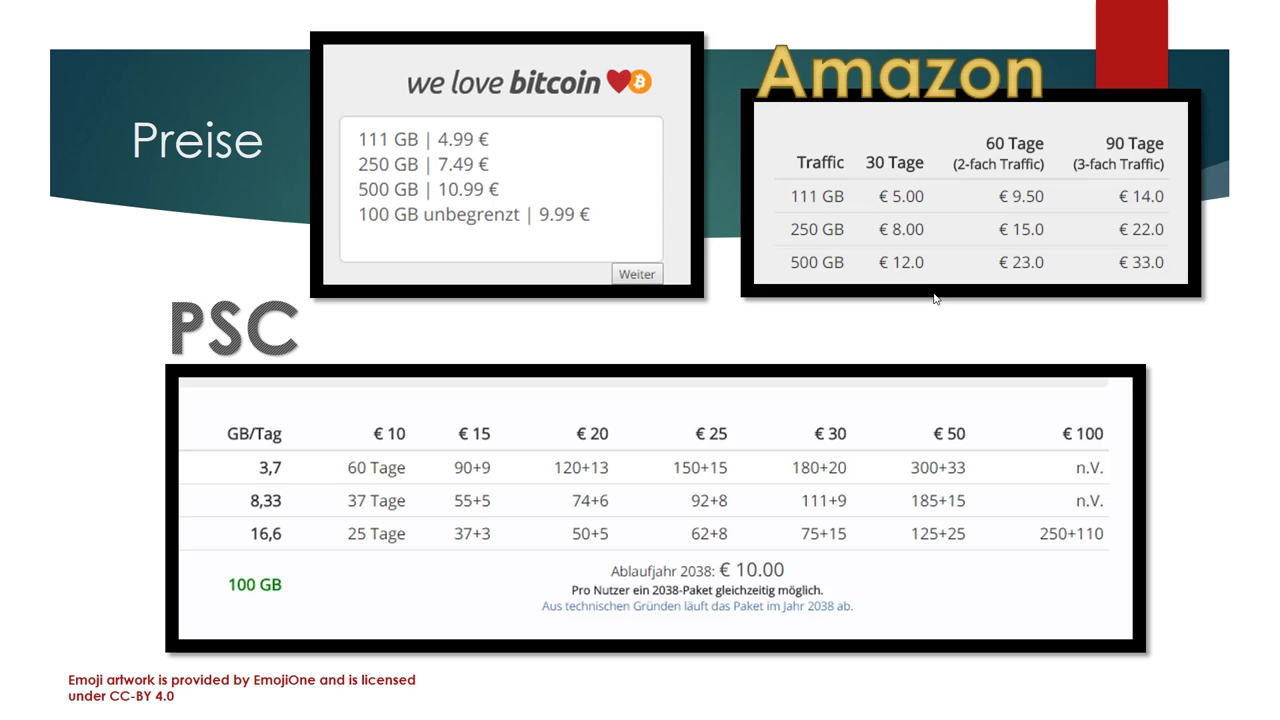 Preise
we love bitcoin
111 GB | 4.99 €
250 GB | 7.49 €
500 GB | 10.99 €
100 GB unbegrenzt | 9.99 €
Weiter
Amazon
Traffic 30 Tage 60 Tage (2-fach Traffic) 90 Tage (3-fach Traffic)
111 GB € 5.00 € 9.50 € 14.0
250 GB € 8.00 € 15.0 € 22.0
500 GB € 12.0 € 23.0 € 33.0
PSC
GB/Tag € 10 € 15 € 20 € 25 € 30 € 50 € 100
3,7 60 Tage 90+9 120+13 150+15 180+20 300+33 n.V.
8,33 37 Tage 55+5 74+6 92+8 111+9 185+15 n.V.
16,6 25 Tage 37+3 50+5 62+8 75+15 125+25 250+110
100 GB
Ablaufjahr 2038: € 10.00
Pro Nutzer ein 2038-Paket gleichzeitig möglich.
Aus technischen Gründen läuft das Paket im Jahr 2038 ab.
Emoji artwork is provided by EmojiOne and is licensed
under CC-BY 4.0